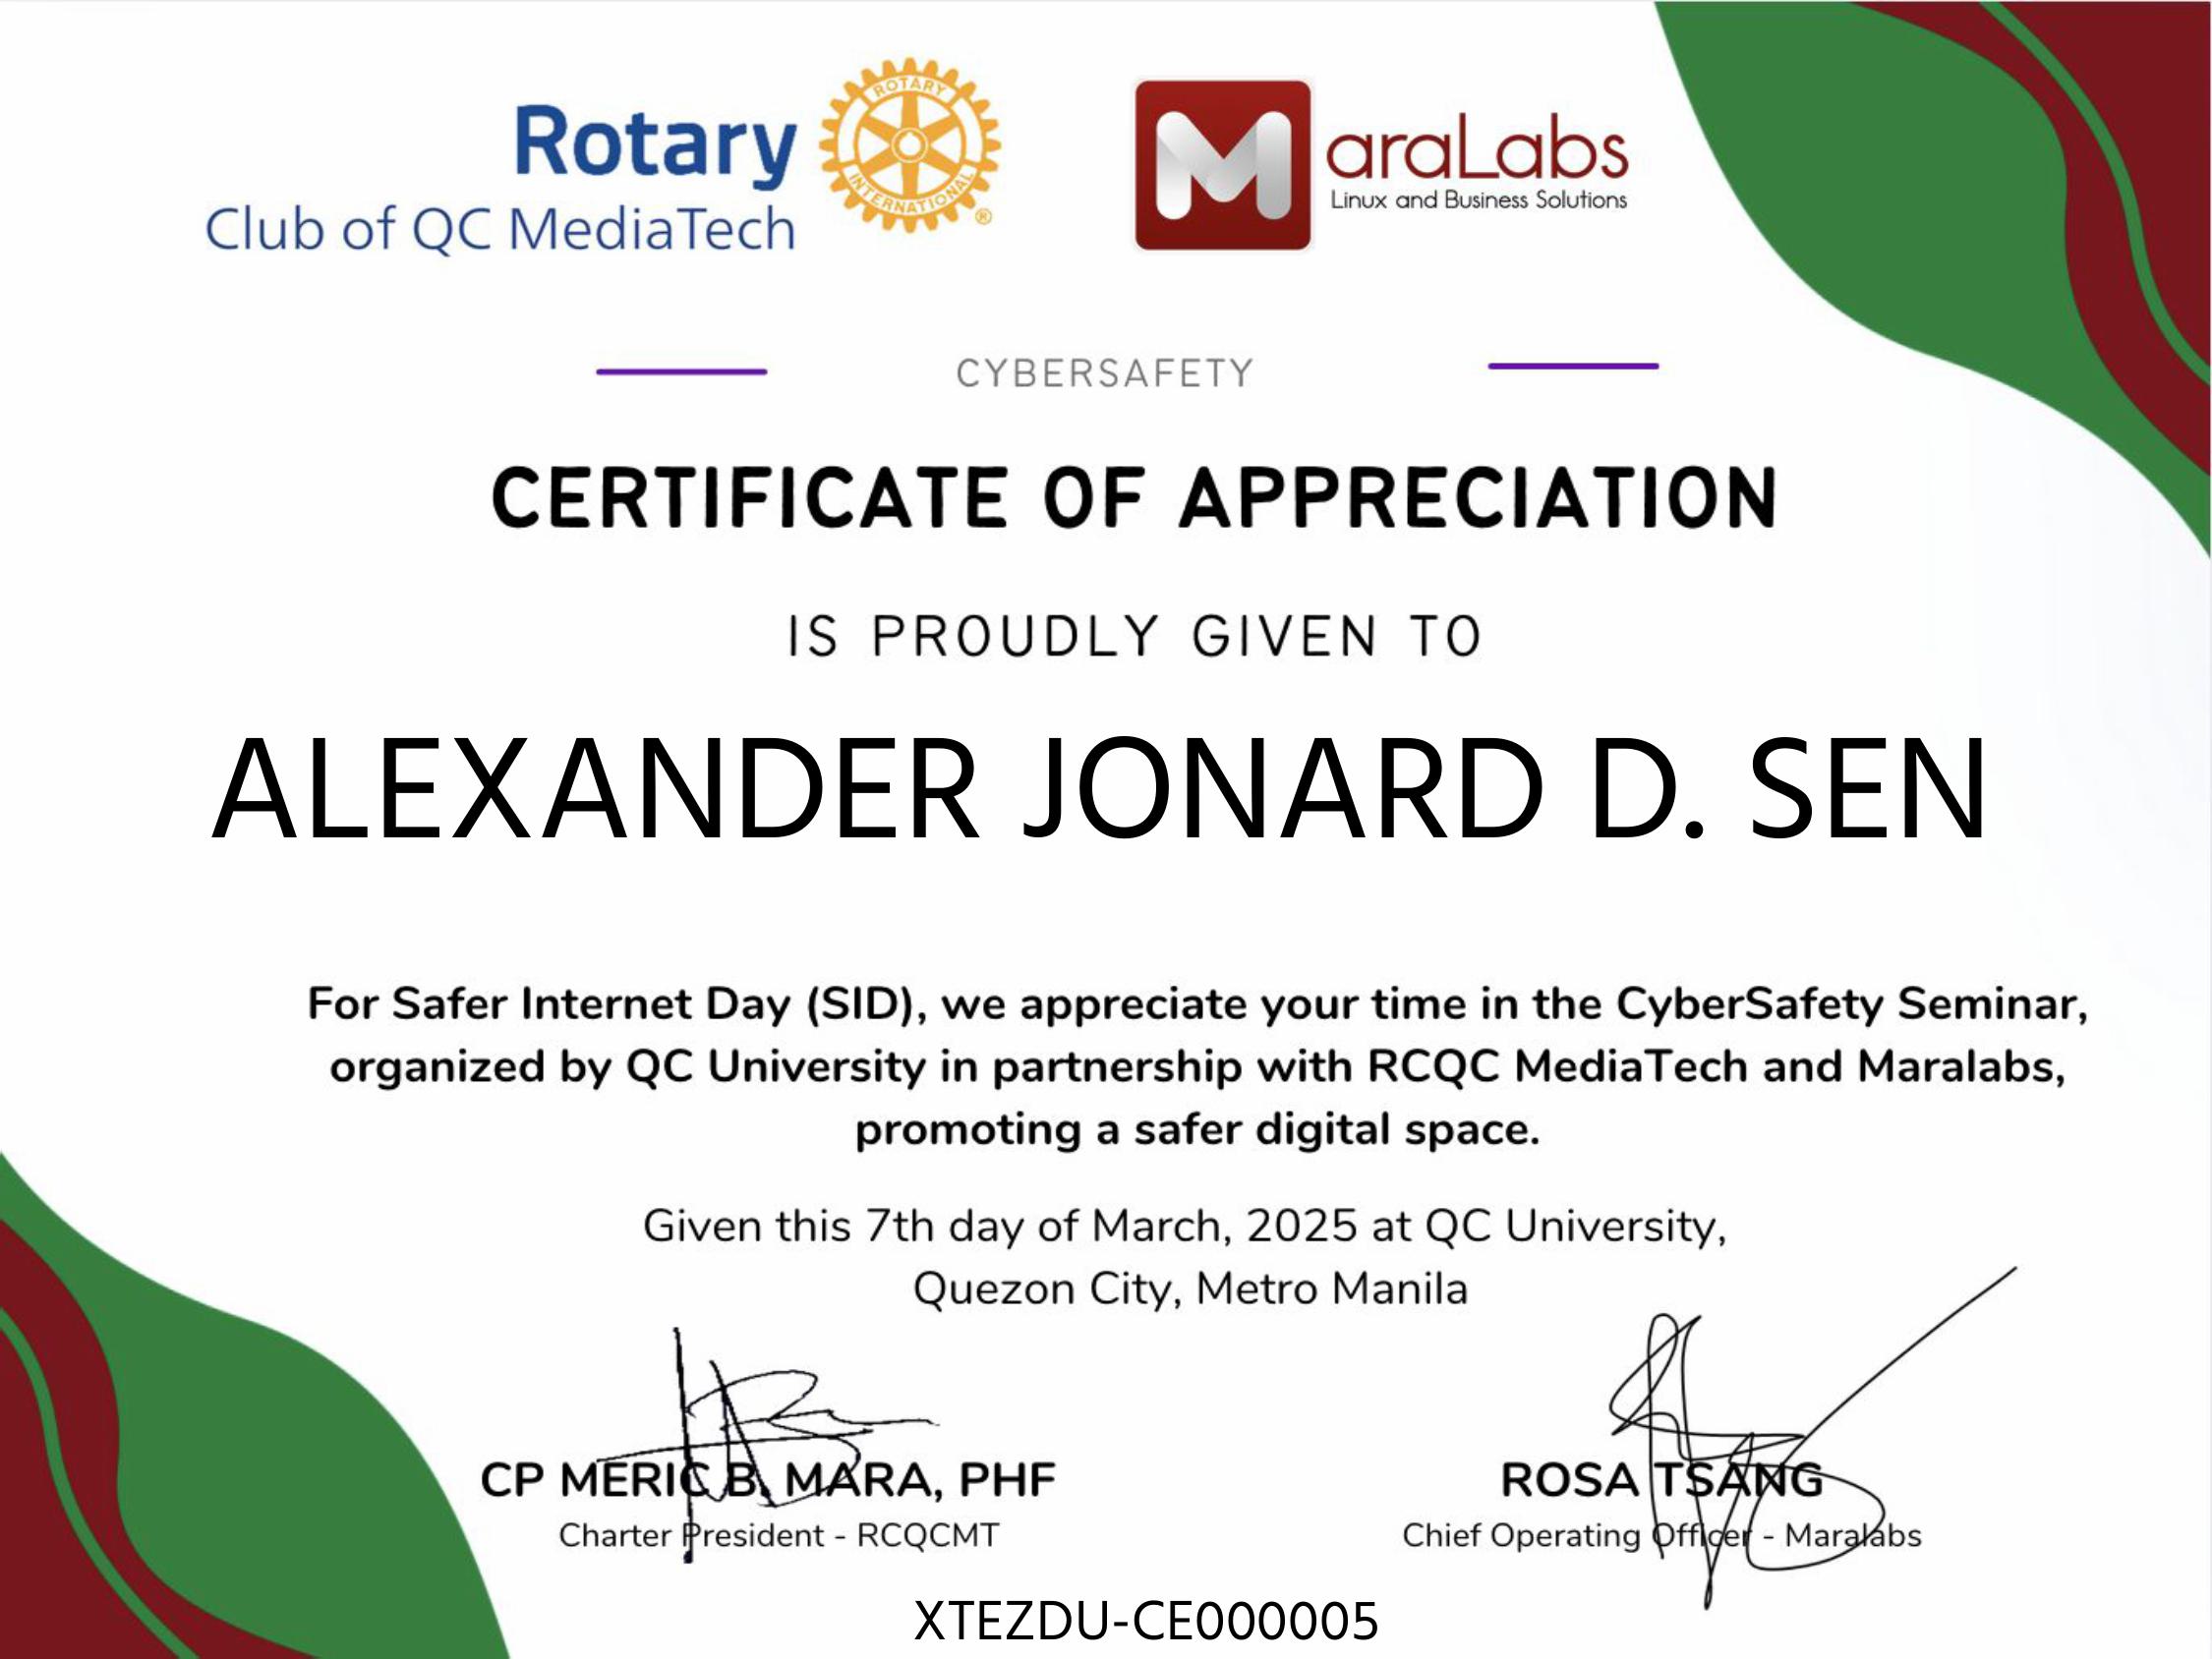 Rotary
Club of QC MediaTech
ROTARY
INTERNATIONAL
®
M
araLabs
Linux and Business Solutions
CYBERSAFETY
CERTIFICATE OF APPRECIATION
IS PROUDLY GIVEN TO
ALEXANDER JONARD D. SEN
For Safer Internet Day (SID), we appreciate your time in the CyberSafety Seminar,
organized by QC University in partnership with RCQC MediaTech and Maralabs,
promoting a safer digital space.
Given this 7th day of March, 2025 at QC University,
Quezon City, Metro Manila
CP MERIC B. MARA, PHF
Charter President - RCQCMT
ROSA TSANG
Chief Operating Officer - Maralabs
XTEZDU-CE000005